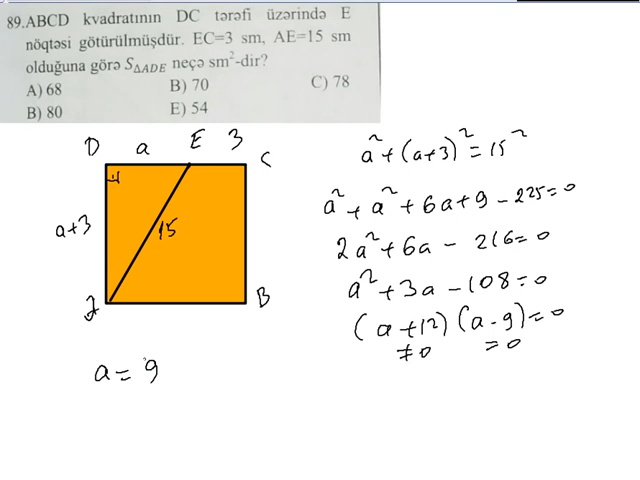 89.ABCD kvadratının DC tərəfi üzərində E
nöqtəsi götürülmüşdür. EC=3 sm, AE=15 sm
olduğuna görə S△ADE neçə sm²-dir?
A) 68 B) 70 C) 78
B) 80 E) 54
D a E 3 C
a+3
15
B
a = 9
a² + (a+3)² = 15²
a² + a² + 6a + 9 - 225 = 0
2a² + 6a - 216 = 0
a² + 3a - 108 = 0
(a + 12) (a - 9) = 0
≠0 = 0